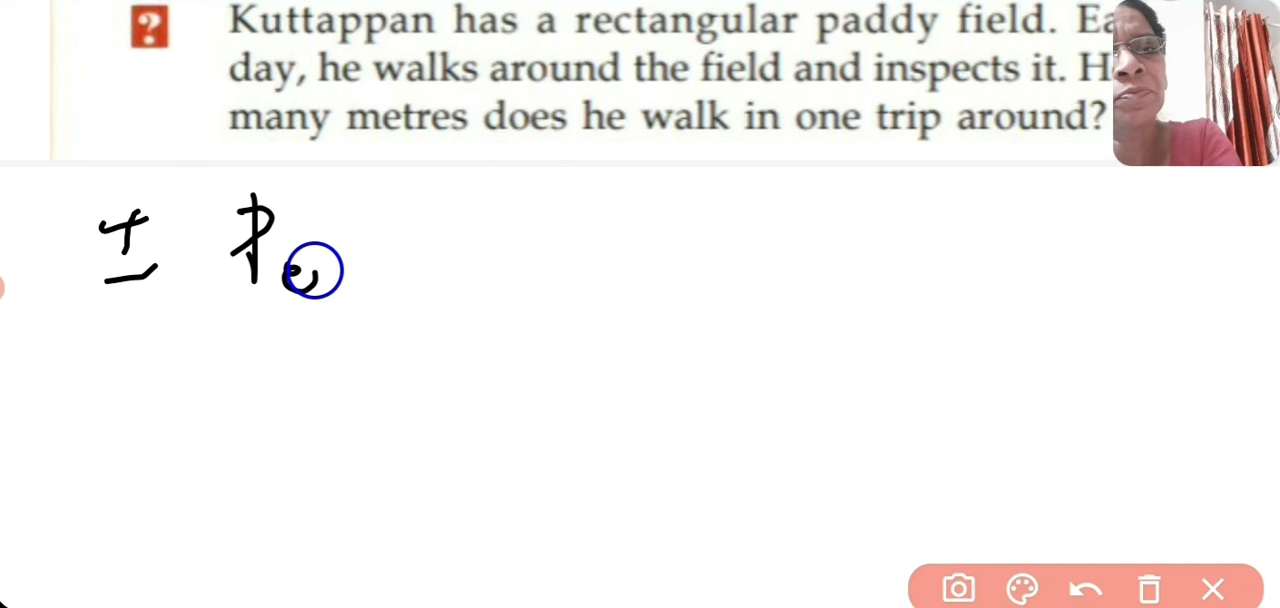 ? Kuttappan has a rectangular paddy field. Ea
day, he walks around the field and inspects it. H
many metres does he walk in one trip around?
Pe